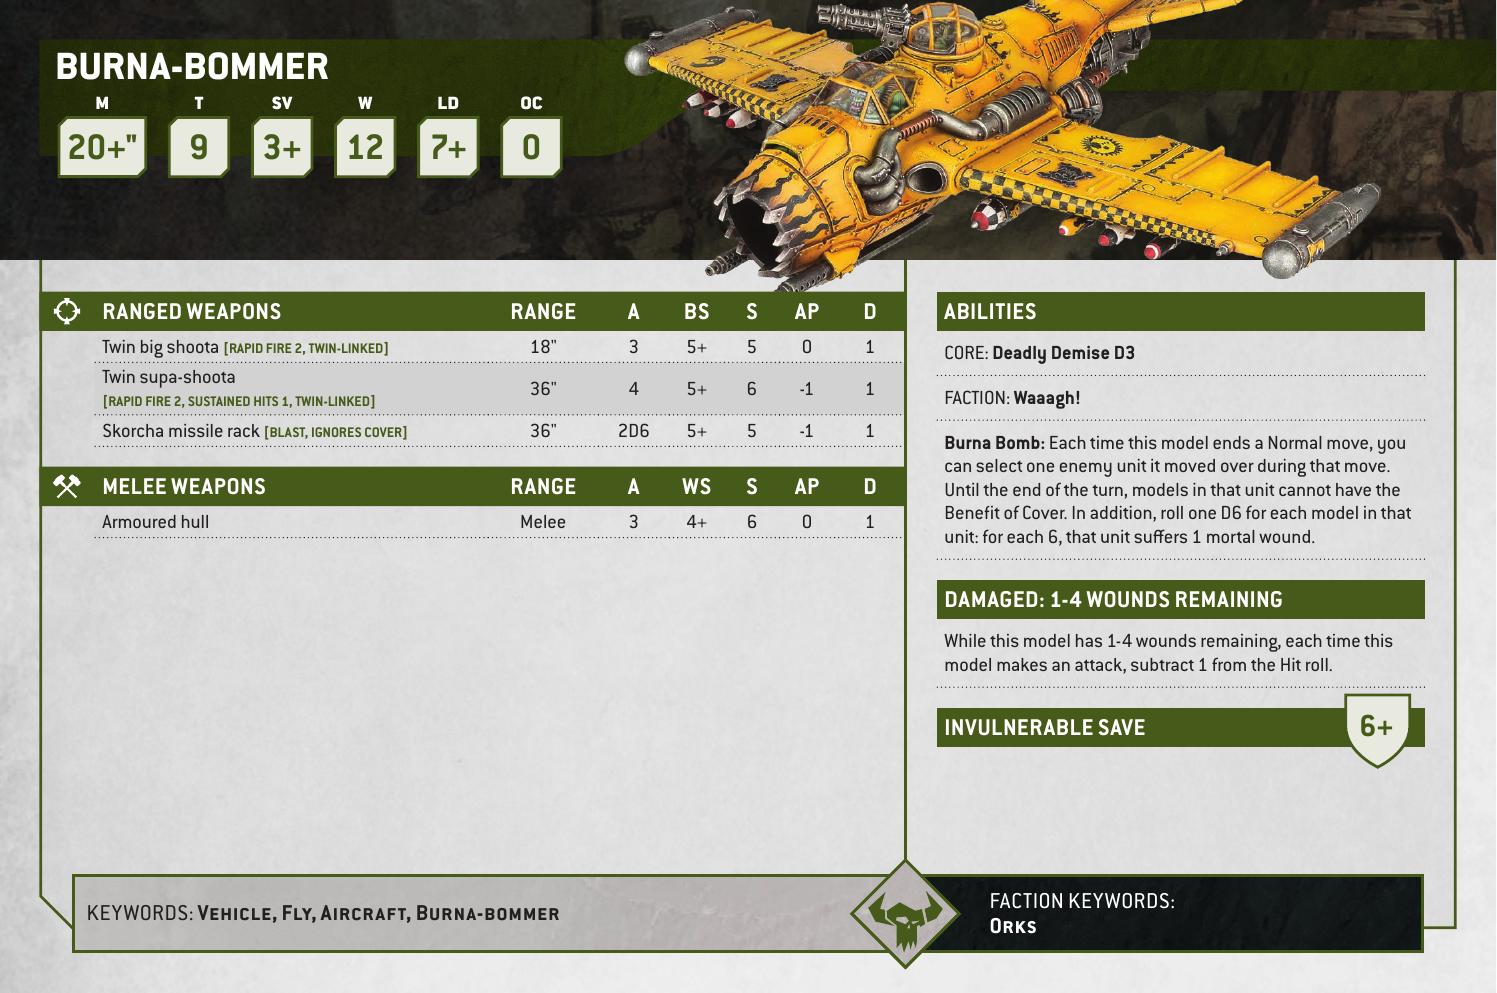 BURNA-BOMMER
M T SV W LD OC
20+" 9 3+ 12 7+ 0
RANGED WEAPONS RANGE A BS S AP D
Twin big shoota [RAPID FIRE 2, TWIN-LINKED] 18" 3 5+ 5 0 1
Twin supa-shoota
[RAPID FIRE 2, SUSTAINED HITS 1, TWIN-LINKED] 36" 4 5+ 6 -1 1
Skorcha missile rack [BLAST, IGNORES COVER] 36" 2D6 5+ 5 -1 1
MELEE WEAPONS RANGE A WS S AP D
Armoured hull Melee 3 4+ 6 0 1
ABILITIES
CORE: Deadly Demise D3
FACTION: Waaagh!
Burna Bomb: Each time this model ends a Normal move, you
can select one enemy unit it moved over during that move.
Until the end of the turn, models in that unit cannot have the
Benefit of Cover. In addition, roll one D6 for each model in that
unit: for each 6, that unit suffers 1 mortal wound.
DAMAGED: 1-4 WOUNDS REMAINING
While this model has 1-4 wounds remaining, each time this
model makes an attack, subtract 1 from the Hit roll.
INVULNERABLE SAVE 6+
KEYWORDS: VEHICLE, FLY, AIRCRAFT, BURNA-BOMMER
FACTION KEYWORDS:
ORKS